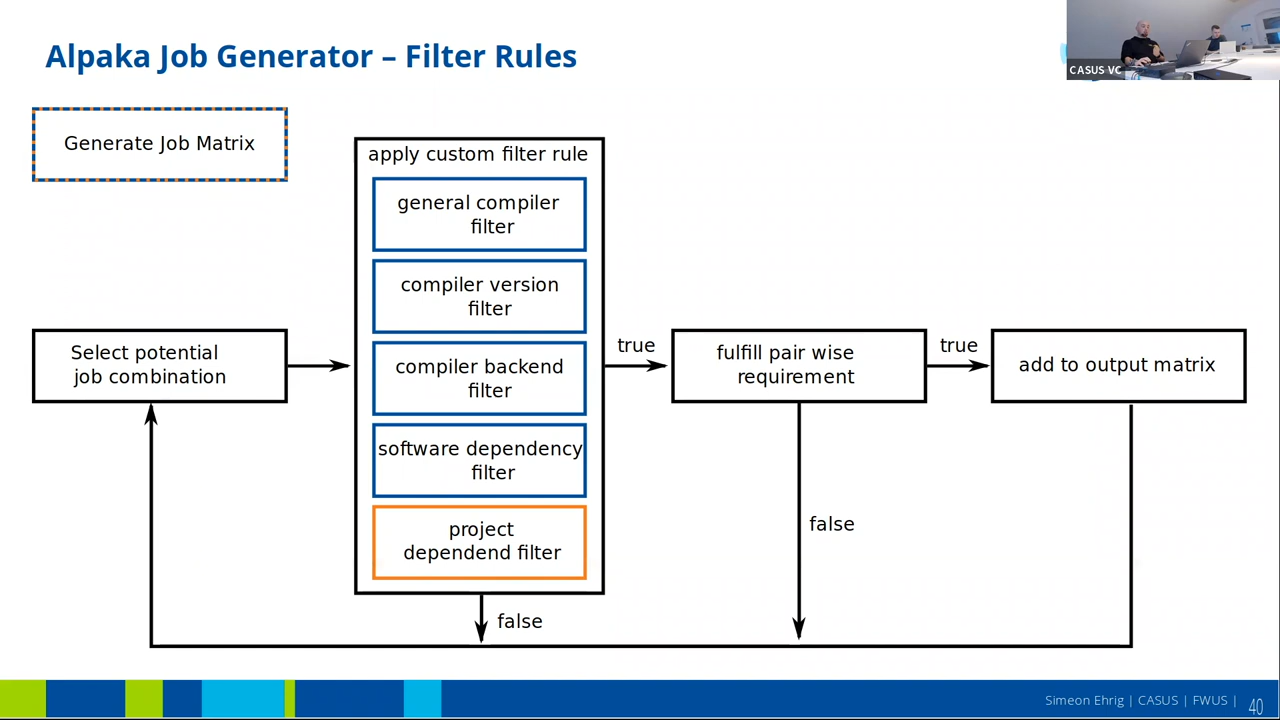 Alpaka Job Generator – Filter Rules
CASUS VC
Generate Job Matrix
apply custom filter rule
general compiler
filter
compiler version
filter
compiler backend
filter
software dependency
filter
project
dependend filter
Select potential
job combination
true
fulfill pair wise
requirement
true
add to output matrix
false
false
Simeon Ehrig | CASUS | FWUS |
40